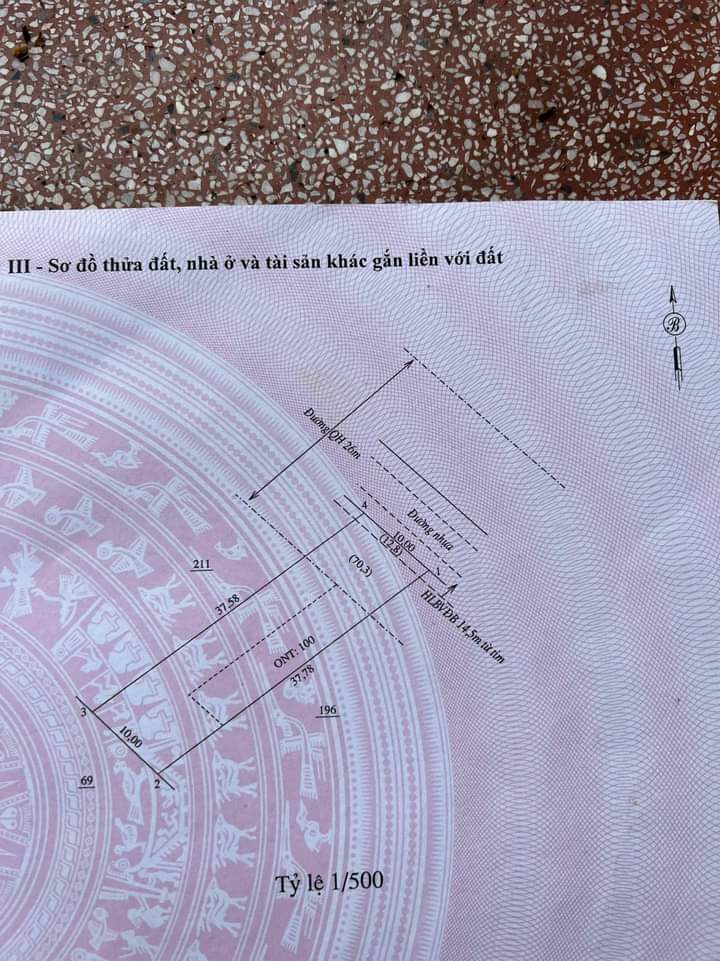 III - Sơ đồ thửa đất, nhà ở và tài sản khác gắn liền với đất
B
Đường QH 26m
Đường nhựa
4
10,00
(12,8)
1
(70,3)
HLBVĐB 14,5m từ tim
211
37,58
ONT: 100
37,78
196
3
10,00
2
69
Tỷ lệ 1/500